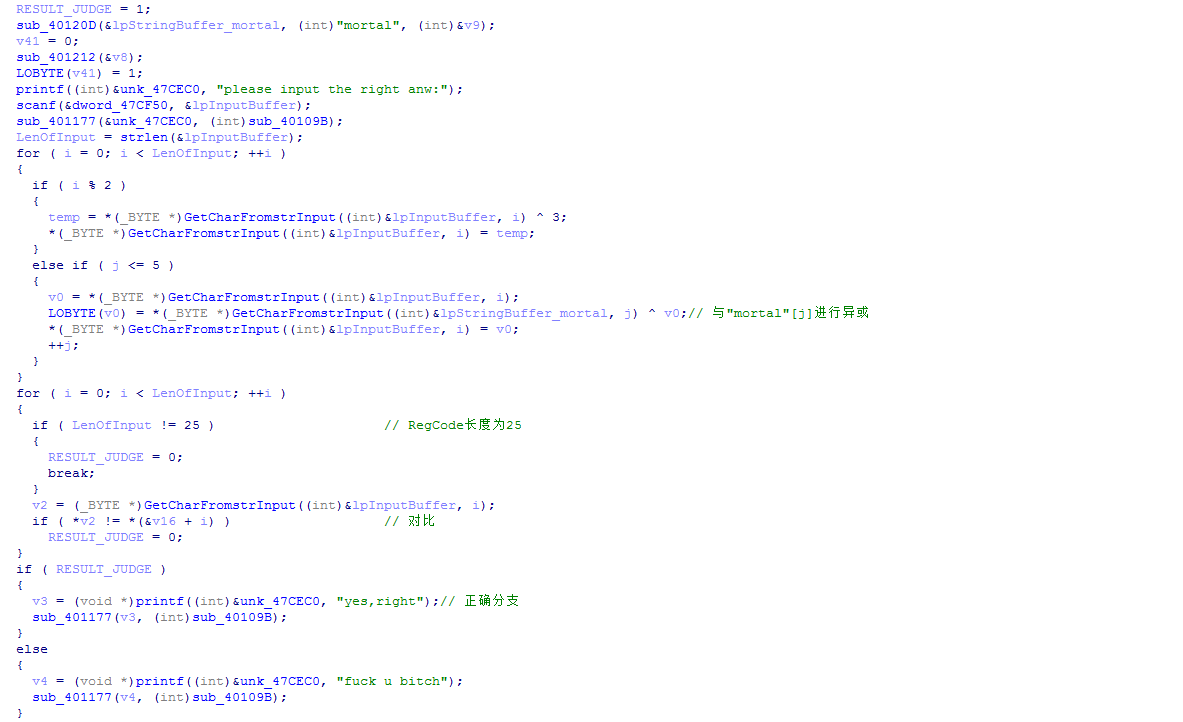 RESULT_JUDGE = 1;
sub_40120D(&lpStringBuffer_mortal, (int)"mortal", (int)&v9);
v41 = 0;
sub_401212(&v8);
LOBYTE(v41) = 1;
printf((int)&unk_47CEC0, "please input the right anw:");
scanf(&dword_47CF50, &lpInputBuffer);
sub_401177(&unk_47CEC0, (int)sub_40109B);
LenOfInput = strlen(&lpInputBuffer);
for ( i = 0; i < LenOfInput; ++i )
{
  if ( i % 2 )
  {
    temp = *(_BYTE *)GetCharFromstrInput((int)&lpInputBuffer, i) ^ 3;
    *(_BYTE *)GetCharFromstrInput((int)&lpInputBuffer, i) = temp;
  }
  else if ( j <= 5 )
  {
    v0 = *(_BYTE *)GetCharFromstrInput((int)&lpInputBuffer, i);
    LOBYTE(v0) = *(_BYTE *)GetCharFromstrInput((int)&lpStringBuffer_mortal, j) ^ v0;// 与"mortal"[j]进行异或
    *(_BYTE *)GetCharFromstrInput((int)&lpInputBuffer, i) = v0;
    ++j;
  }
}
for ( i = 0; i < LenOfInput; ++i )
{
  if ( LenOfInput != 25 )                     // RegCode长度为25
  {
    RESULT_JUDGE = 0;
    break;
  }
  v2 = (_BYTE *)GetCharFromstrInput((int)&lpInputBuffer, i);
  if ( *v2 != *(&v16 + i) )                   // 对比
    RESULT_JUDGE = 0;
}
if ( RESULT_JUDGE )
{
  v3 = (void *)printf((int)&unk_47CEC0, "yes,right");// 正确分支
  sub_401177(v3, (int)sub_40109B);
}
else
{
  v4 = (void *)printf((int)&unk_47CEC0, "fuck u bitch");
  sub_401177(v4, (int)sub_40109B);
}